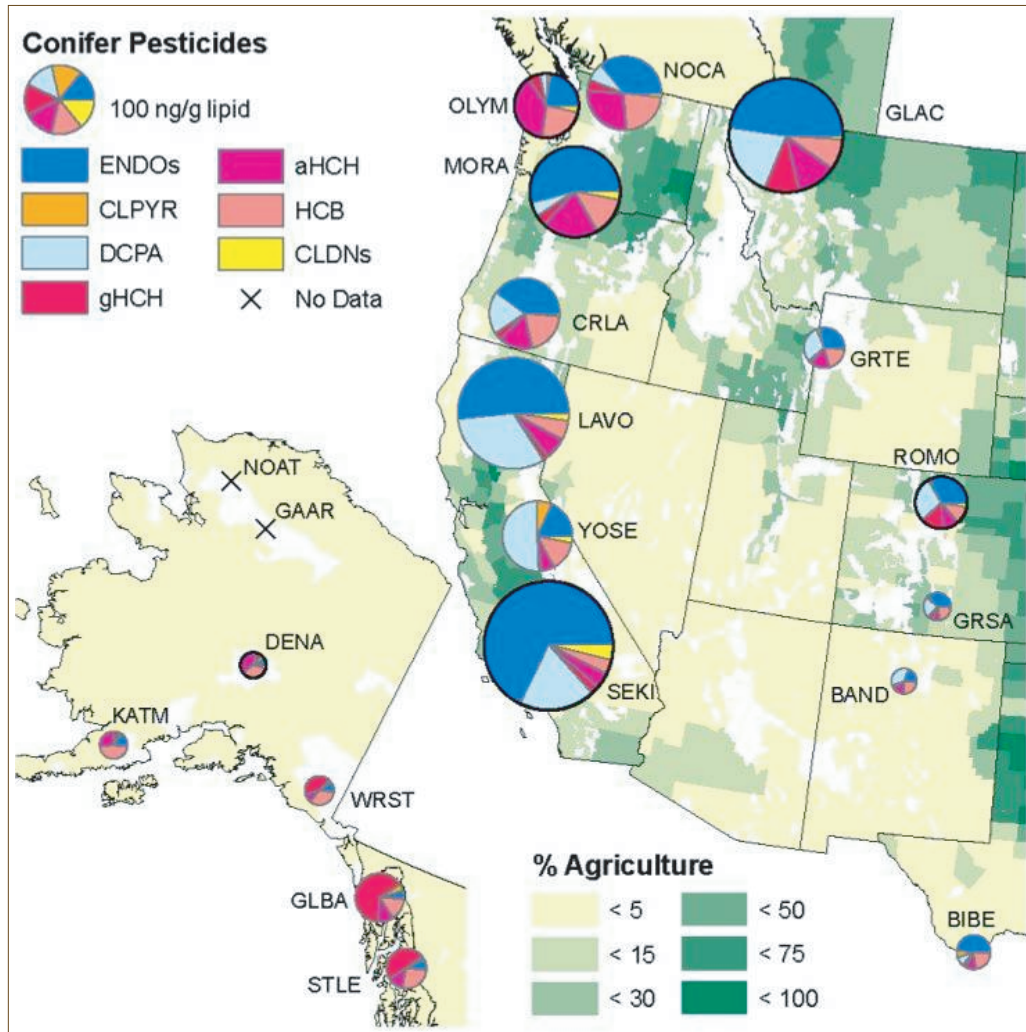 Conifer Pesticides
100 ng/g lipid
ENDOs
aHCH
CLPYR
HCB
DCPA
CLDNs
gHCH
No Data
NOCA
OLYM
GLAC
MORA
CRLA
GRTE
LAVO
ROMO
NOAT
GAAR
YOSE
GRSA
DENA
SEKI
BAND
KATM
WRST
% Agriculture
GLBA
< 5
< 50
< 15
< 75
BIBE
STLE
< 30
< 100